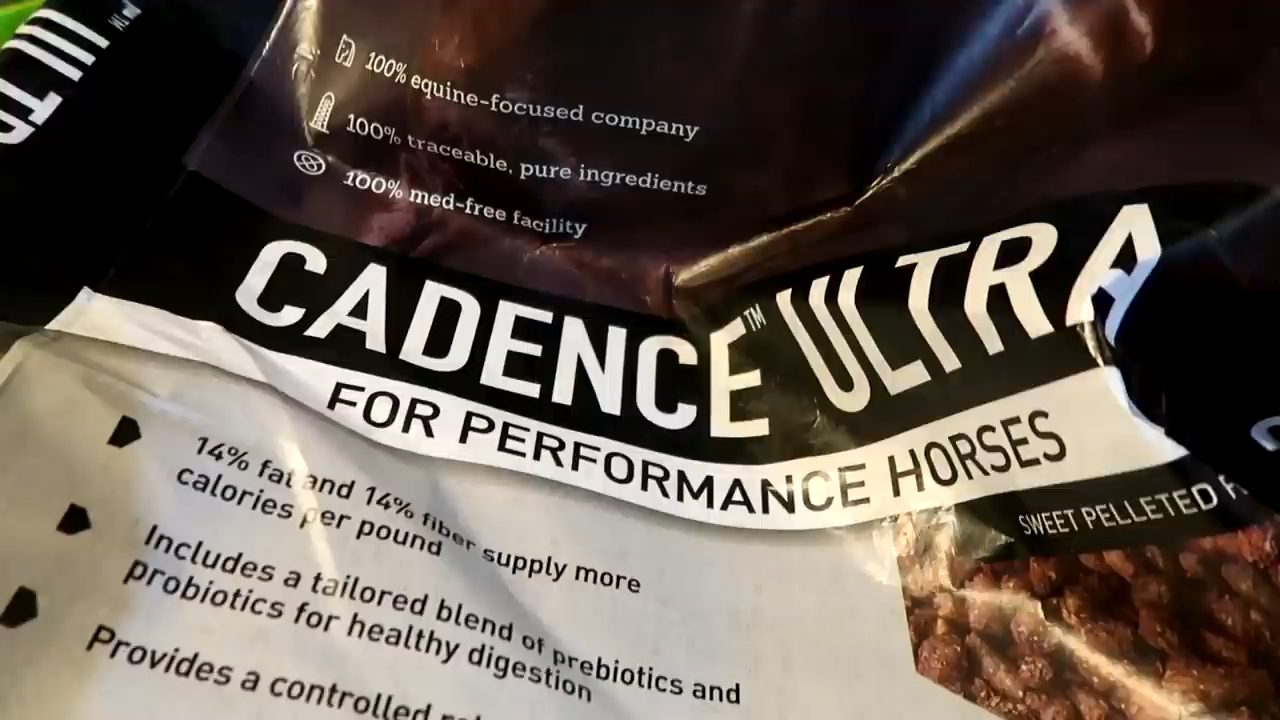 ULTR
100% equine-focused company
100% traceable, pure ingredients
100% med-free facility
CADENCE™ ULTRA
FOR PERFORMANCE HORSES
SWEET PELLETED
14% fat and 14% fiber supply more
calories per pound
Includes a tailored blend of prebiotics and
probiotics for healthy digestion
Provides a controlled